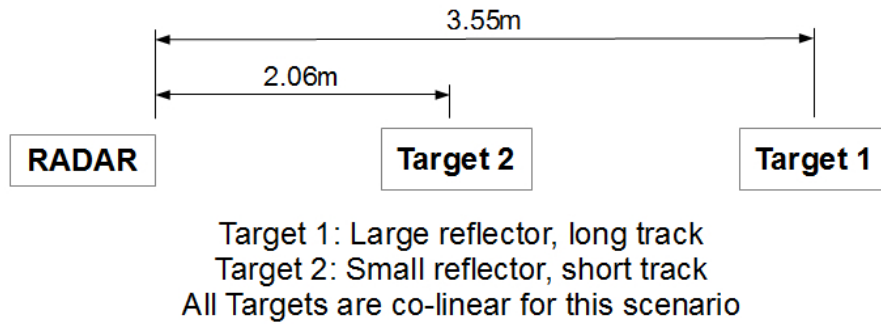 3.55m
2.06m
RADAR
Target 2
Target 1
Target 1: Large reflector, long track
Target 2: Small reflector, short track
All Targets are co-linear for this scenario